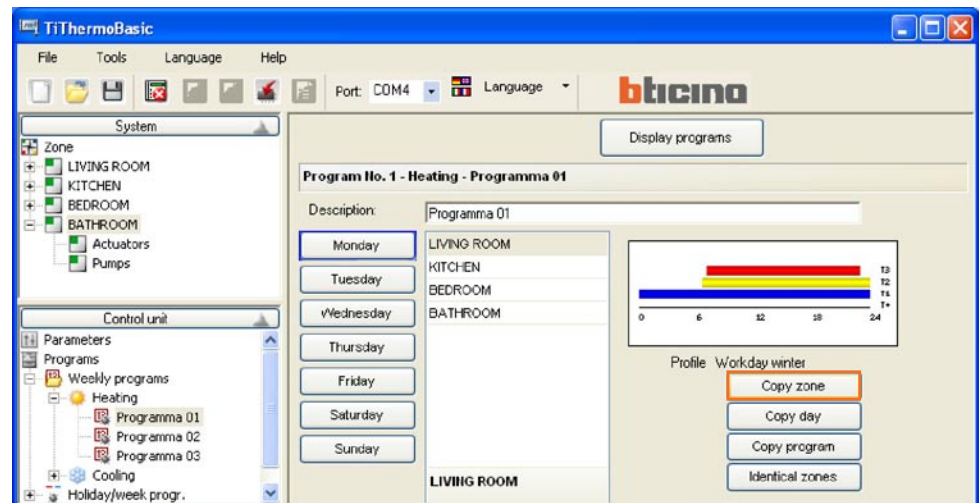 TiThermoBasic
File Tools Language Help
Port: COM4 Language bticino
System
Zone
LIVING ROOM
KITCHEN
BEDROOM
BATHROOM
Actuators
Pumps
Control unit
Parameters
Programs
Weekly programs
Heating
Programma 01
Programma 02
Programma 03
Cooling
Holiday/week progr.
Display programs
Program No. 1 - Heating - Programma 01
Description: Programma 01
Monday
Tuesday
Wednesday
Thursday
Friday
Saturday
Sunday
LIVING ROOM
KITCHEN
BEDROOM
BATHROOM
LIVING ROOM
T3
T2
T1
T+
0 6 12 18 24
Profile Workday winter
Copy zone
Copy day
Copy program
Identical zones